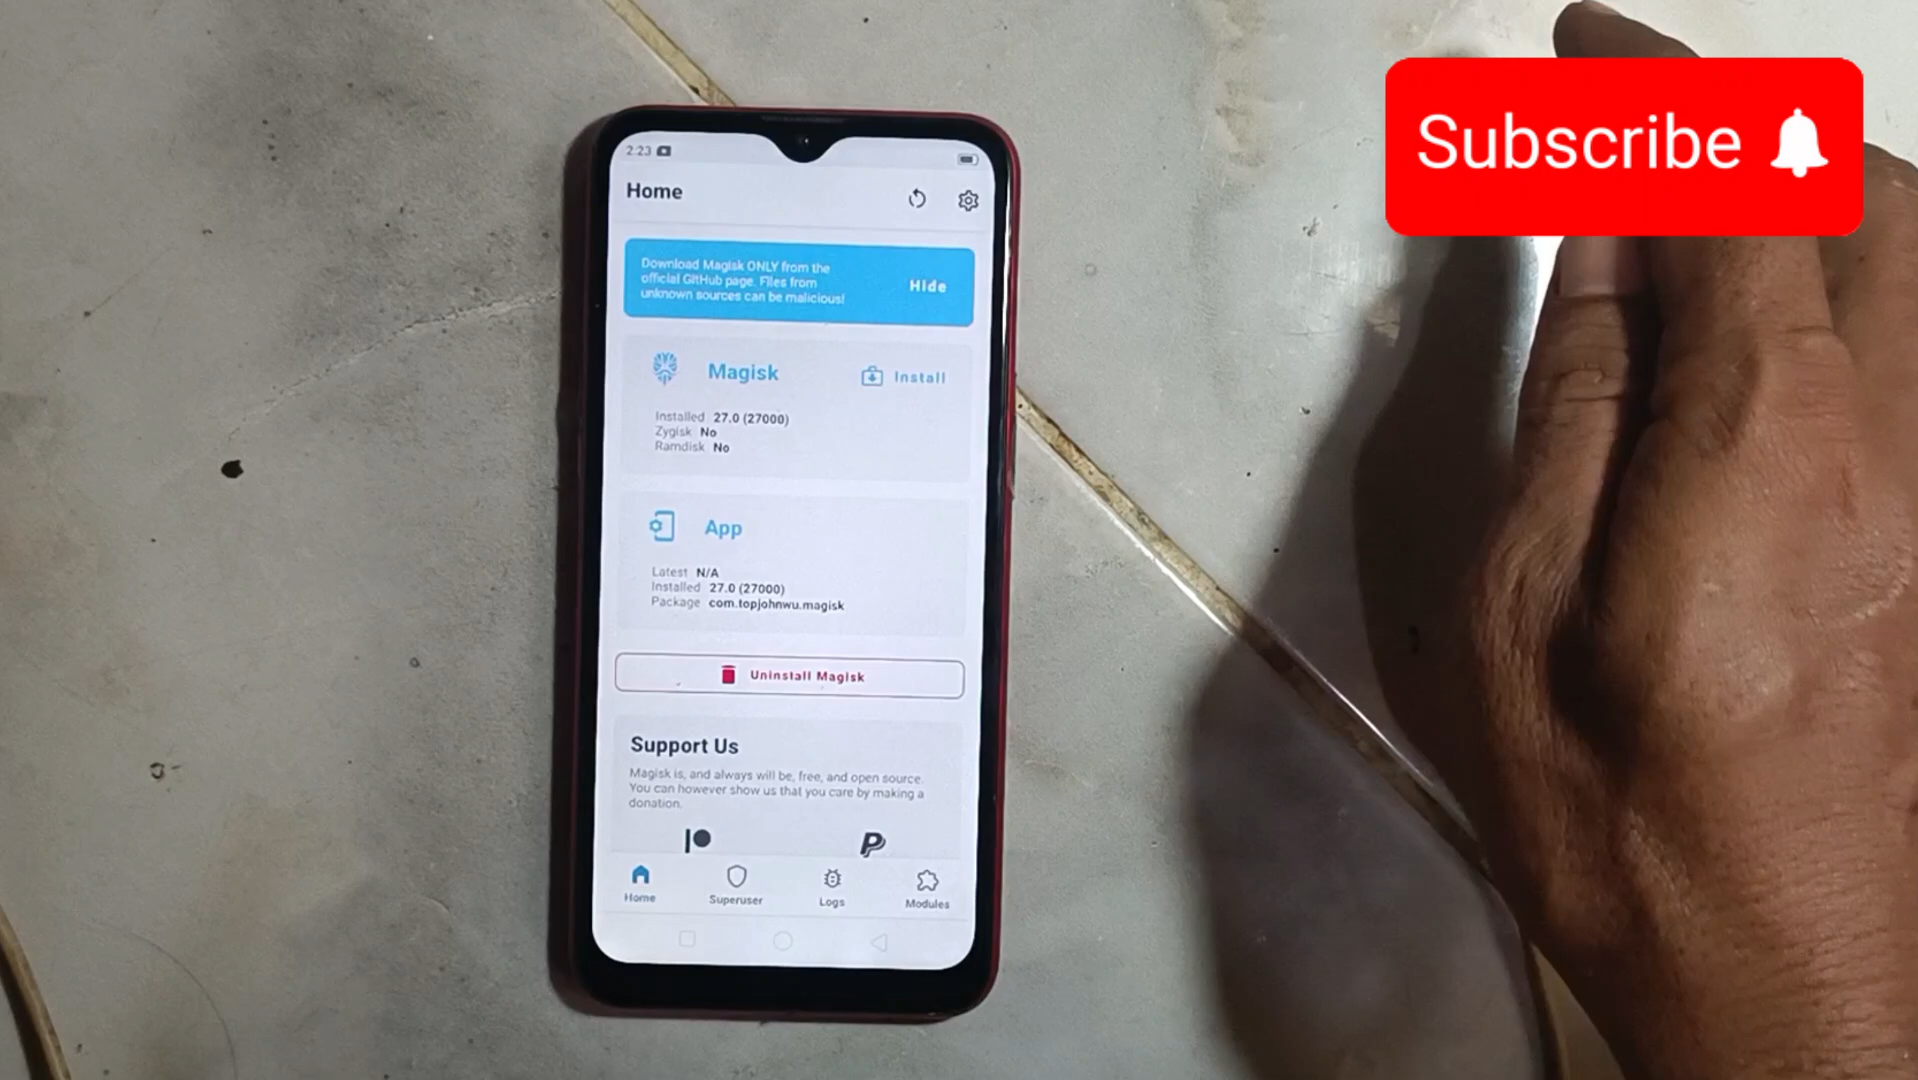 Subscribe
2:23
Home
Download Magisk ONLY from the
official GitHub page. Files from
unknown sources can be malicious!
Hide
Magisk
Install
Installed 27.0 (27000)
Zygisk No
Ramdisk No
App
Latest N/A
Installed 27.0 (27000)
Package com.topjohnwu.magisk
Uninstall Magisk
Support Us
Magisk is, and always will be, free, and open source.
You can however show us that you care by making a
donation.
Home
Superuser
Logs
Modules